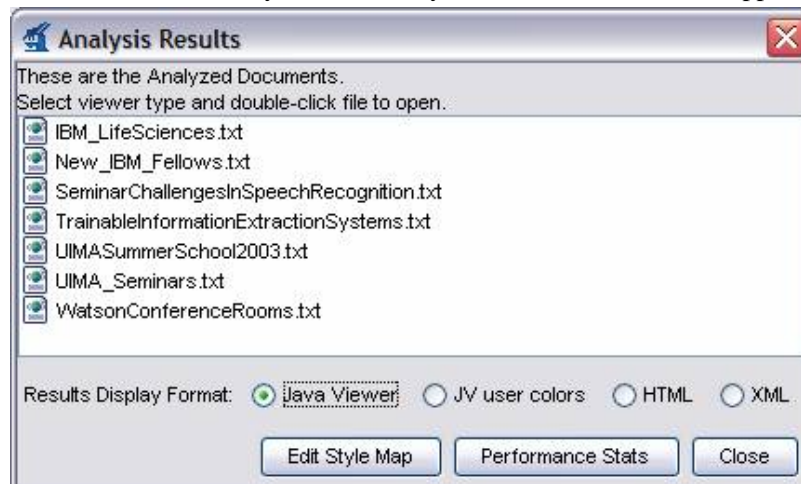 Analysis Results
These are the Analyzed Documents.
Select viewer type and double-click file to open.
IBM_LifeSciences.txt
New_IBM_Fellows.txt
SeminarChallengesInSpeechRecognition.txt
TrainableInformationExtractionSystems.txt
UIMASummerSchool2003.txt
UIMA_Seminars.txt
WatsonConferenceRooms.txt
Results Display Format: Java Viewer JV user colors HTML XML
Edit Style Map Performance Stats Close